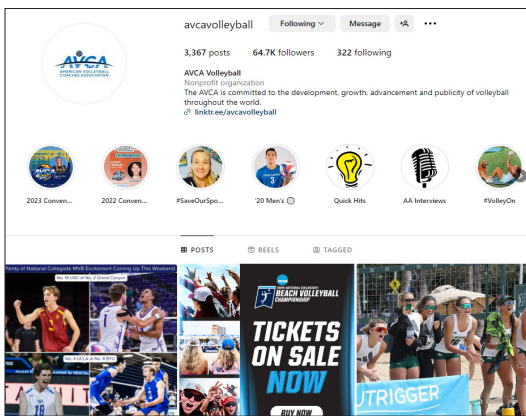 avcavolleyball Following Message
3,367 posts 64.7K followers 322 following
AVCA
AMERICAN VOLLEYBALL
COACHES ASSOCIATION
AVCA Volleyball
Nonprofit organization
The AVCA is committed to the development, growth, advancement and publicity of volleyball
throughout the world.
linktr.ee/avcavolleyball
2023 Conven... 2022 Conven... #SaveOurSpo... '20 Men's Quick Hits AA Interviews #VolleyOn
POSTS REELS TAGGED
Plenty of National Collegiate MVB Excitement Coming Up This Weekend
No. 10 USC at No. 2 Grand Canyon
No. 4 UCLA at No. 6 BYU
BEACH VOLLEYBALL
CHAMPIONSHIP
TICKETS
ON SALE
NOW
BUY NOW
UTRIGGER